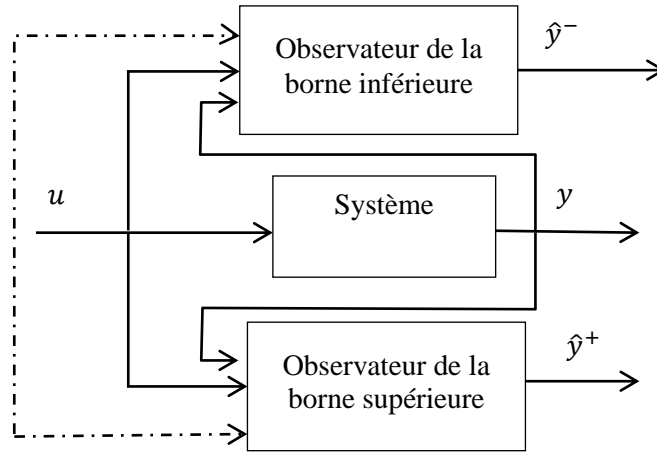 Observateur de la
borne inférieure
ŷ⁻
u
Système
y
Observateur de la
borne supérieure
ŷ⁺